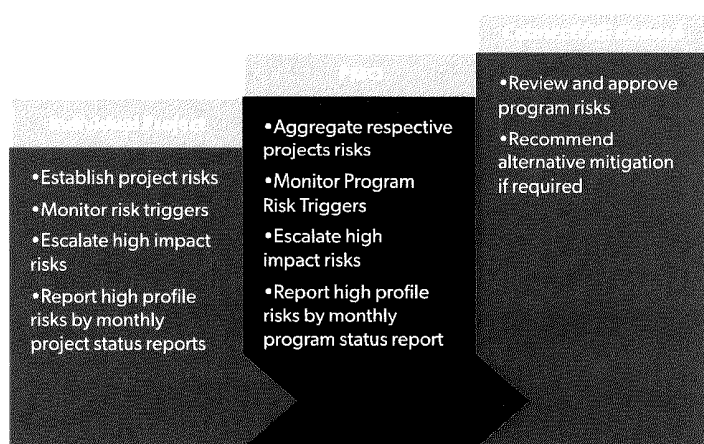 PMO
•Establish project risks
•Monitor risk triggers
•Escalate high impact
risks
•Report high profile
risks by monthly
project status reports
•Aggregate respective
projects risks
•Monitor Program
Risk Triggers
•Escalate high
impact risks
•Report high profile
risks by monthly
program status report
•Review and approve
program risks
•Recommend
alternative mitigation
if required